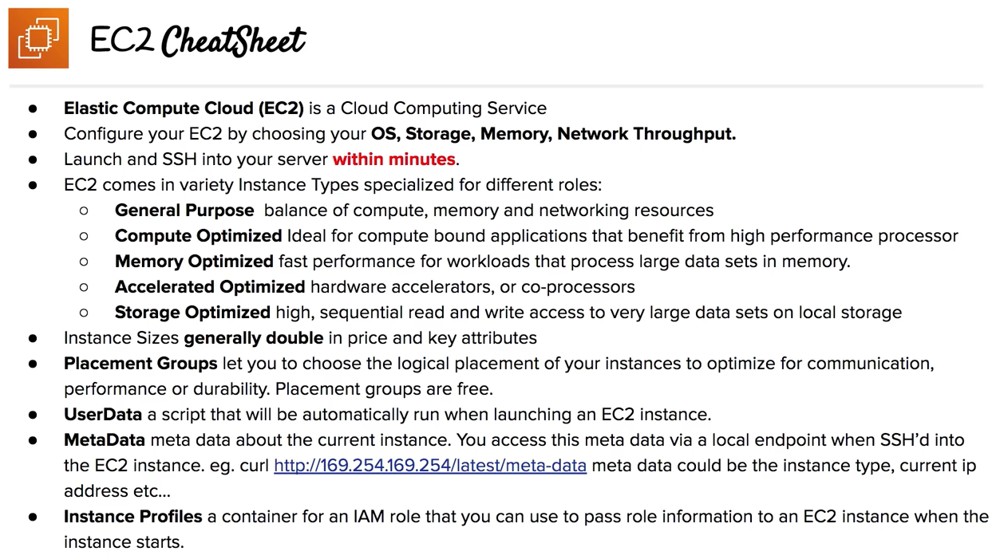 EC2 CheatSheet
● Elastic Compute Cloud (EC2) is a Cloud Computing Service
● Configure your EC2 by choosing your OS, Storage, Memory, Network Throughput.
● Launch and SSH into your server within minutes.
● EC2 comes in variety Instance Types specialized for different roles:
○ General Purpose  balance of compute, memory and networking resources
○ Compute Optimized Ideal for compute bound applications that benefit from high performance processor
○ Memory Optimized fast performance for workloads that process large data sets in memory.
○ Accelerated Optimized hardware accelerators, or co-processors
○ Storage Optimized high, sequential read and write access to very large data sets on local storage
● Instance Sizes generally double in price and key attributes
● Placement Groups let you to choose the logical placement of your instances to optimize for communication,
performance or durability. Placement groups are free.
● UserData a script that will be automatically run when launching an EC2 instance.
● MetaData meta data about the current instance. You access this meta data via a local endpoint when SSH’d into
the EC2 instance. eg. curl http://169.254.169.254/latest/meta-data meta data could be the instance type, current ip
address etc...
● Instance Profiles a container for an IAM role that you can use to pass role information to an EC2 instance when the
instance starts.